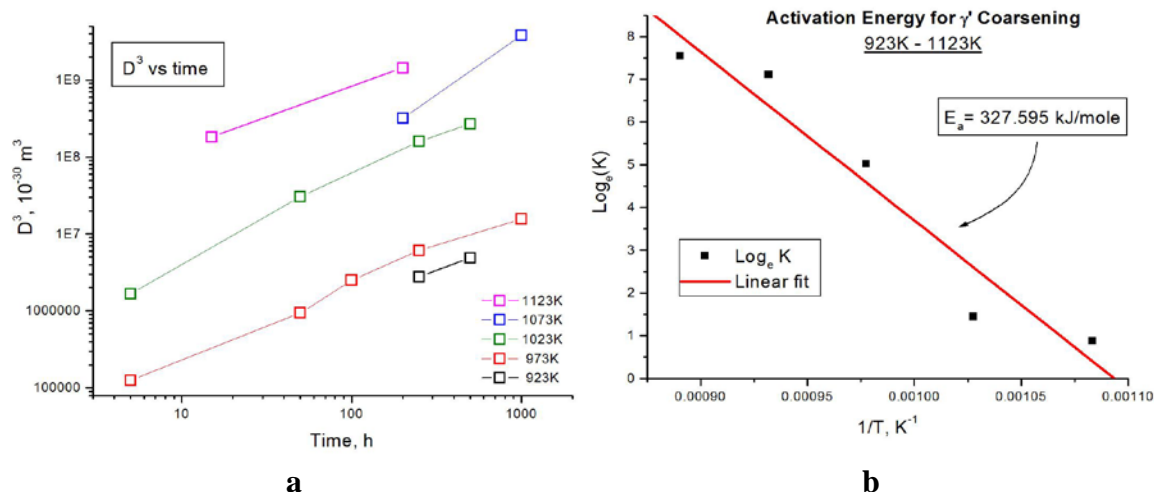 D³ vs time
D³, 10⁻³⁰ m³
1E9
1E8
1E7
1000000
100000
10
100
1000
Time, h
1123K
1073K
1023K
973K
923K
a
Activation Energy for γ' Coarsening
923K - 1123K
Logₑ(K)
8
7
6
5
4
3
2
1
0
Eₐ= 327.595 kJ/mole
Logₑ K
Linear fit
0.00090
0.00095
0.00100
0.00105
0.00110
1/T, K⁻¹
b